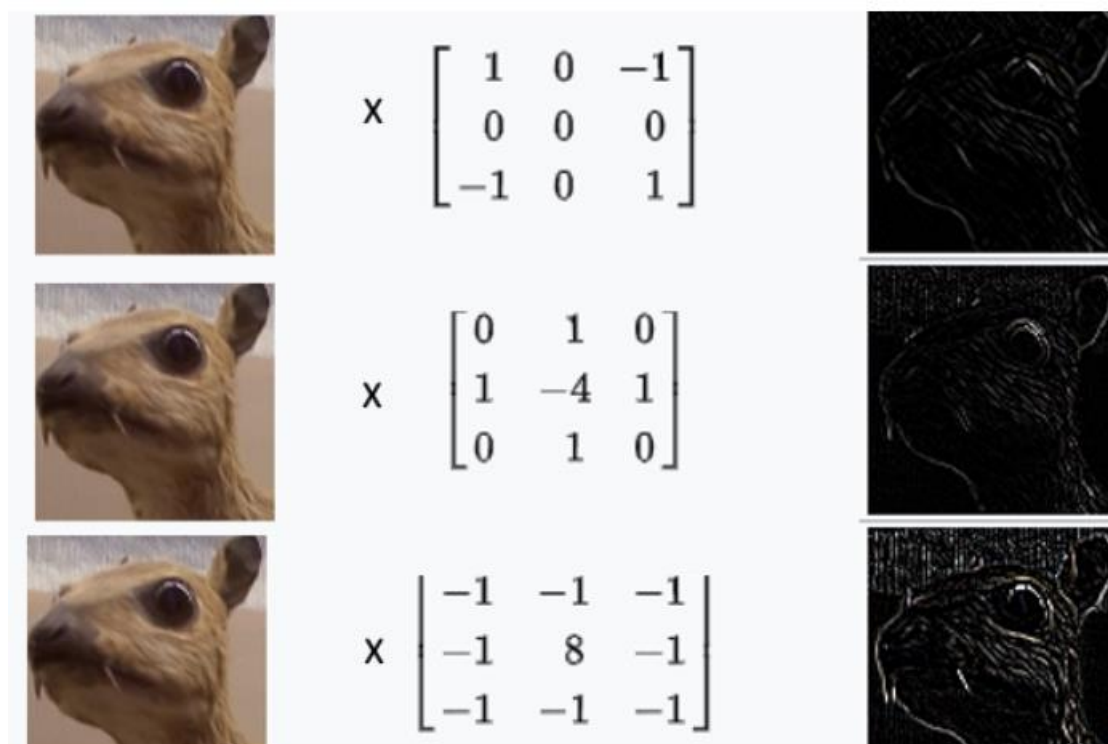 1 0 −1
x
0 0 0
−1 0 1
0 1 0
x 1 −4 1
0 1 0
−1 −1 −1
x −1 8 −1
−1 −1 −1